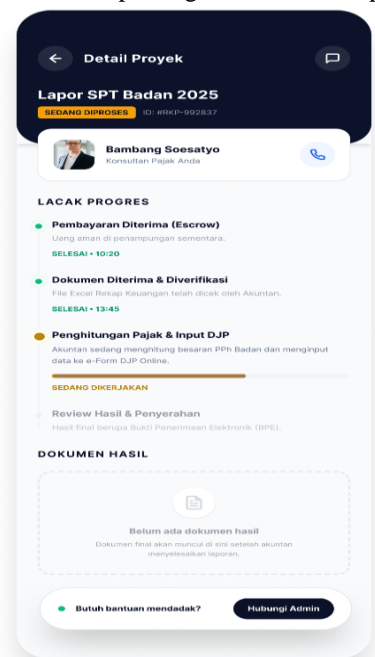 Detail Proyek
Lapor SPT Badan 2025
SEDANG DIPROSES ID: #RKP-992837
Bambang Soesatyo
Konsultan Pajak Anda
LACAK PROGRES
Pembayaran Diterima (Escrow)
Uang aman di penampungan sementara.
SELESAI • 10:20
Dokumen Diterima & Diverifikasi
File Excel Rekap Keuangan telah dicek oleh Akuntan.
SELESAI • 13:45
Penghitungan Pajak & Input DJP
Akuntan sedang menghitung besaran PPh Badan dan menginput
data ke e-Form DJP Online.
SEDANG DIKERJAKAN
Review Hasil & Penyerahan
Hasil final berupa Bukti Penerimaan Elektronik (BPE).
DOKUMEN HASIL
Belum ada dokumen hasil
Dokumen final akan muncul di sini setelah akuntan
menyelesaikan laporan.
Butuh bantuan mendadak? Hubungi Admin